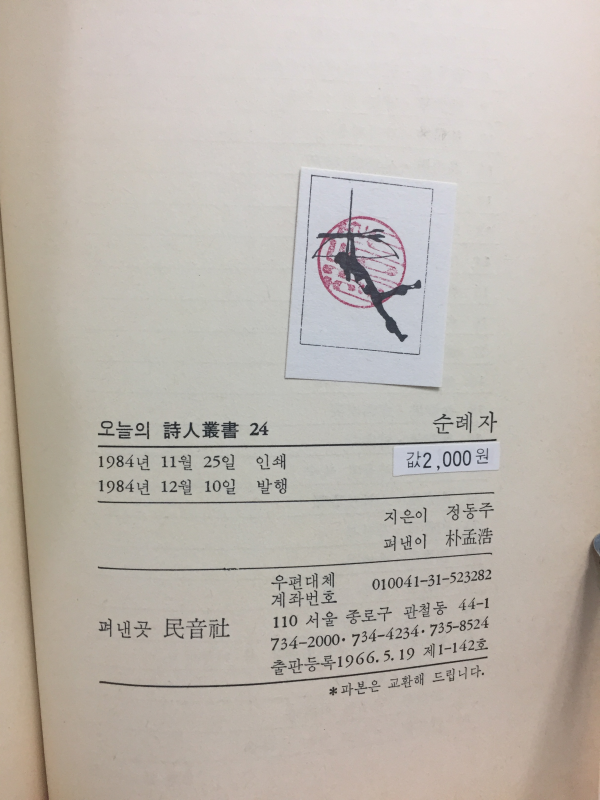 오늘의 詩人叢書 24 순례자
1984년 11월 25일 인쇄
값2,000원
1984년 12월 10일 발행
지은이 정동주
펴낸이 朴孟浩
펴낸곳 民音社
우편대체 계좌번호 010041-31-523282
110 서울 종로구 관철동 44-1
734-2000·734-4234·735-8524
출판등록1966.5.19 제1-142호
*파본은 교환해 드립니다.